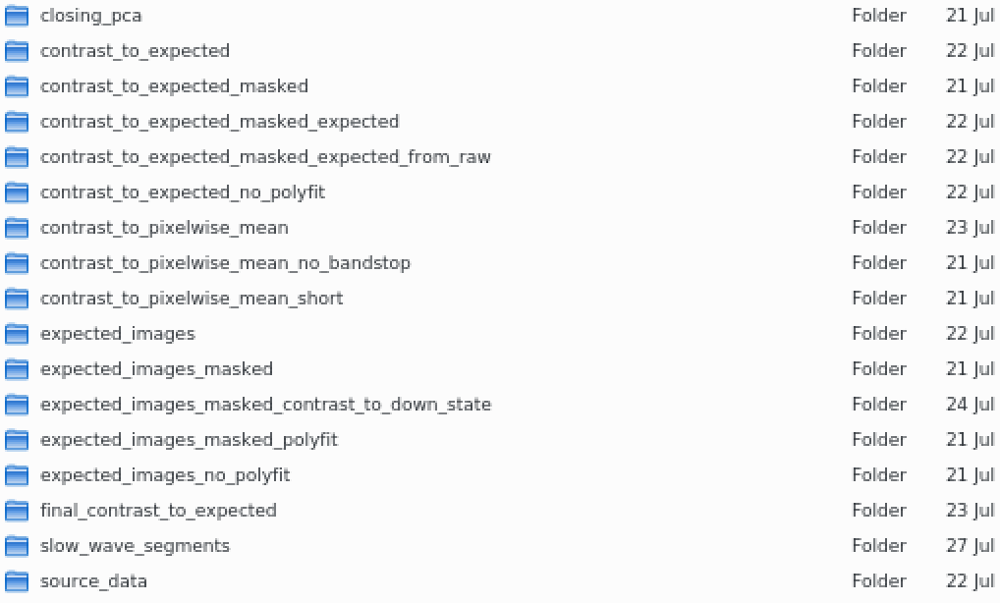 closing_pca Folder 21 Jul
contrast_to_expected Folder 22 Jul
contrast_to_expected_masked Folder 21 Jul
contrast_to_expected_masked_expected Folder 22 Jul
contrast_to_expected_masked_expected_from_raw Folder 22 Jul
contrast_to_expected_no_polyfit Folder 22 Jul
contrast_to_pixelwise_mean Folder 23 Jul
contrast_to_pixelwise_mean_no_bandstop Folder 21 Jul
contrast_to_pixelwise_mean_short Folder 21 Jul
expected_images Folder 22 Jul
expected_images_masked Folder 21 Jul
expected_images_masked_contrast_to_down_state Folder 24 Jul
expected_images_masked_polyfit Folder 21 Jul
expected_images_no_polyfit Folder 21 Jul
final_contrast_to_expected Folder 23 Jul
slow_wave_segments Folder 27 Jul
source_data Folder 22 Jul